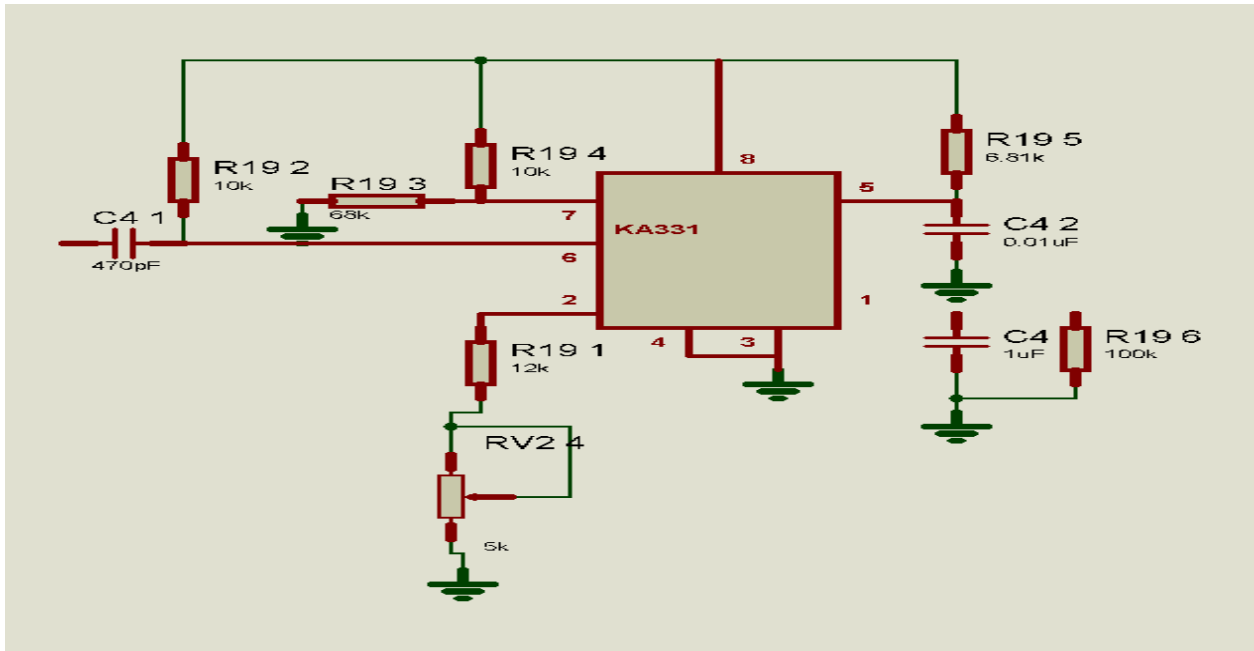 R19 2
10k
C4 1
470pF
R19 3
68k
R19 4
10k
8
7
6
2
KA331
5
1
4
3
R19 5
6.81k
C4 2
0.01uF
C4
1uF
R19 6
100k
R19 1
12k
RV2 4
5k